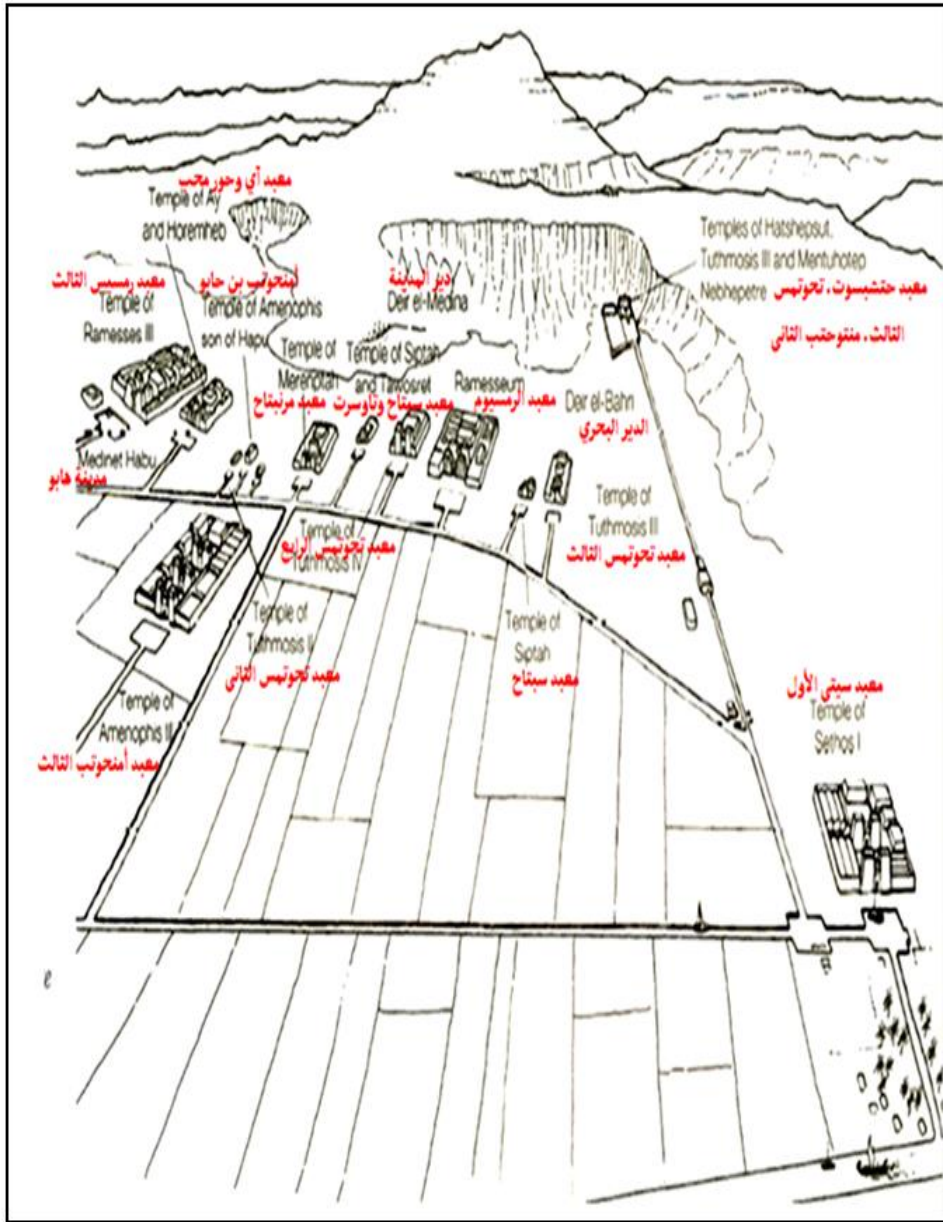 معبد آي وحور محب
Temple of Ay
and Horemheb
معبد رمسيس الثالث
Temple of
Ramesses III
أمنحوتب بن حابو
Temple of Amenophis
son of Hapu
دير المدينة
Deir el-Medina
Temples of Hatshepsut,
Tuthmosis III and Mentuhotep
Nebhepetre
معبد حتشبسوت، تحوتمس
الثالث، منتوحتب الثاني
Temple of
Merenptah
معبد مرنبتاح
Temple of Siptah
and Tawosret
معبد سبتاح وتاوسرت
Ramesseum
معبد الرمسيوم
Deir el-Bahri
الدير البحري
Medinet Habu
مدينة هابو
Temple of
Tuthmosis IV
معبد تحوتمس الرابع
Temple of
Tuthmosis III
معبد تحوتمس الثالث
Temple of
Tuthmosis II
معبد تحوتمس الثانى
Temple of
Siptah
معبد سبتاح
Temple of
Amenophis III
معبد أمنحوتب الثالث
معبد سيتي الأول
Temple of
Sethos I